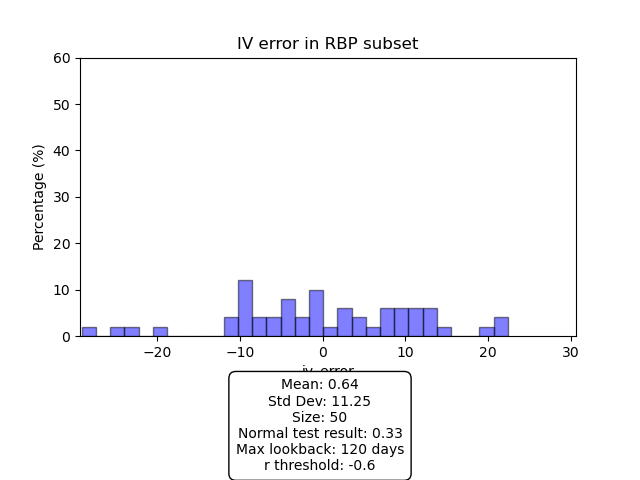 IV error in RBP subset
60
50
40
30
20
10
0
Percentage (%)
−20
−10
0
10
20
30
iv_error
Mean: 0.64
Std Dev: 11.25
Size: 50
Normal test result: 0.33
Max lookback: 120 days
r threshold: -0.6